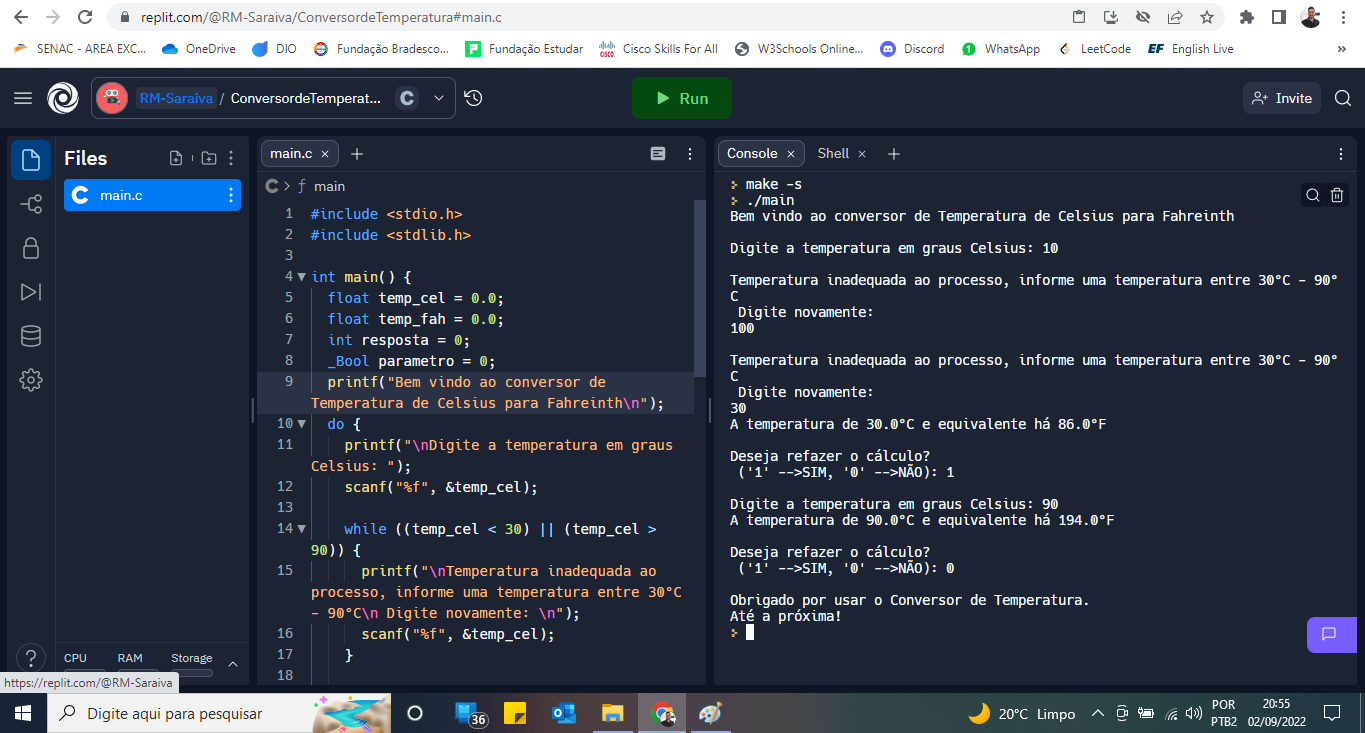 replit.com/@RM-Saraiva/ConversordeTemperatura#main.c
SENAC - AREA EXC... OneDrive DIO Fundação Bradesco... Fundação Estudar Cisco Skills For All W3Schools Online... Discord WhatsApp LeetCode EF English Live »
RM-Saraiva / ConversordeTemperat... C Run Invite
Files
main.c
CPU RAM Storage
https://replit.com/@RM-Saraiva
main.c × +
C > ƒ main
1 #include <stdio.h>
2 #include <stdlib.h>
3
4 int main() {
5 float temp_cel = 0.0;
6 float temp_fah = 0.0;
7 int resposta = 0;
8 _Bool parametro = 0;
9 printf("Bem vindo ao conversor de
Temperatura de Celsius para Fahreinth\n");
10 do {
11 printf("\nDigite a temperatura em graus
Celsius: ");
12 scanf("%f", &temp_cel);
13
14 while ((temp_cel < 30) || (temp_cel >
90)) {
15 printf("\nTemperatura inadequada ao
processo, informe uma temperatura entre 30°C
- 90°C\n Digite novamente: \n");
16 scanf("%f", &temp_cel);
17 }
18
Console × Shell × +
make -s
./main
Bem vindo ao conversor de Temperatura de Celsius para Fahreinth
Digite a temperatura em graus Celsius: 10
Temperatura inadequada ao processo, informe uma temperatura entre 30°C - 90°
C
Digite novamente:
100
Temperatura inadequada ao processo, informe uma temperatura entre 30°C - 90°
C
Digite novamente:
30
A temperatura de 30.0°C e equivalente há 86.0°F
Deseja refazer o cálculo?
('1' -->SIM, '0' -->NÃO): 1
Digite a temperatura em graus Celsius: 90
A temperatura de 90.0°C e equivalente há 194.0°F
Deseja refazer o cálculo?
('1' -->SIM, '0' -->NÃO): 0
Obrigado por usar o Conversor de Temperatura.
Até a próxima!
Digite aqui para pesquisar
36
20°C Limpo
POR
PTB2
20:55
02/09/2022